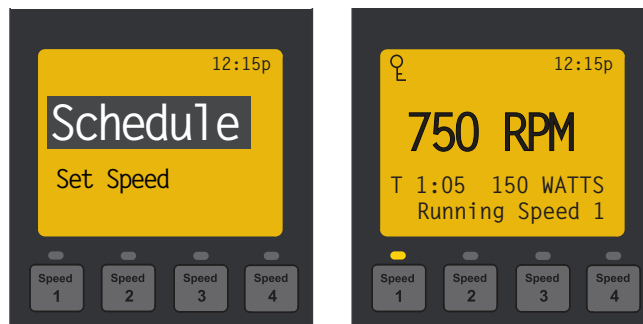 12:15p
Schedule
Set Speed
Speed 1
Speed 2
Speed 3
Speed 4
12:15p
750 RPM
T 1:05 150 WATTS
Running Speed 1
Speed 1
Speed 2
Speed 3
Speed 4